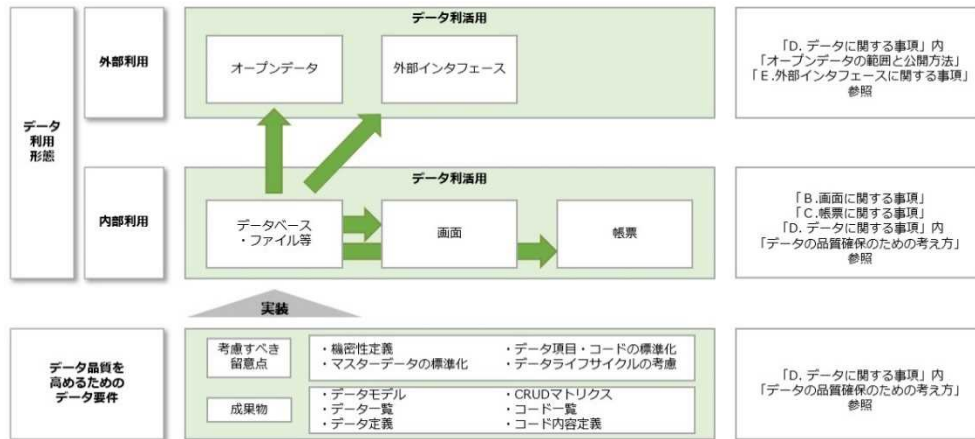 データ
利用
形態
外部利用
データ利活用
オープンデータ
外部インタフェース
「D. データに関する事項」内
「オープンデータの範囲と公開方法」
「E.外部インタフェースに関する事項」
参照
内部利用
データ利活用
データベース
・ファイル等
画面
帳票
「B.画面に関する事項」
「C.帳票に関する事項」
「D. データに関する事項」内
「データの品質確保のための考え方」
参照
実装
データ品質を
高めるための
データ要件
考慮すべき
留意点
・機密性定義
・マスターデータの標準化
・データ項目・コードの標準化
・データライフサイクルの考慮
成果物
・データモデル
・データ一覧
・データ定義
・CRUDマトリクス
・コード一覧
・コード内容定義
「D. データに関する事項」内
「データの品質確保のための考え方」
参照